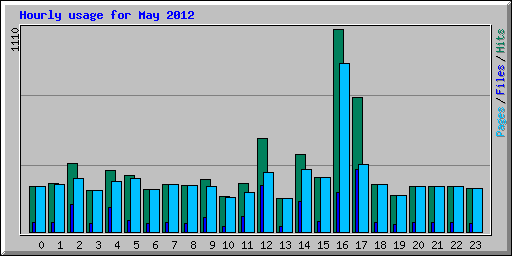 Hourly usage for May 2012
1110
Pages / Files / Hits
0 1 2 3 4 5 6 7 8 9 10 11 12 13 14 15 16 17 18 19 20 21 22 23